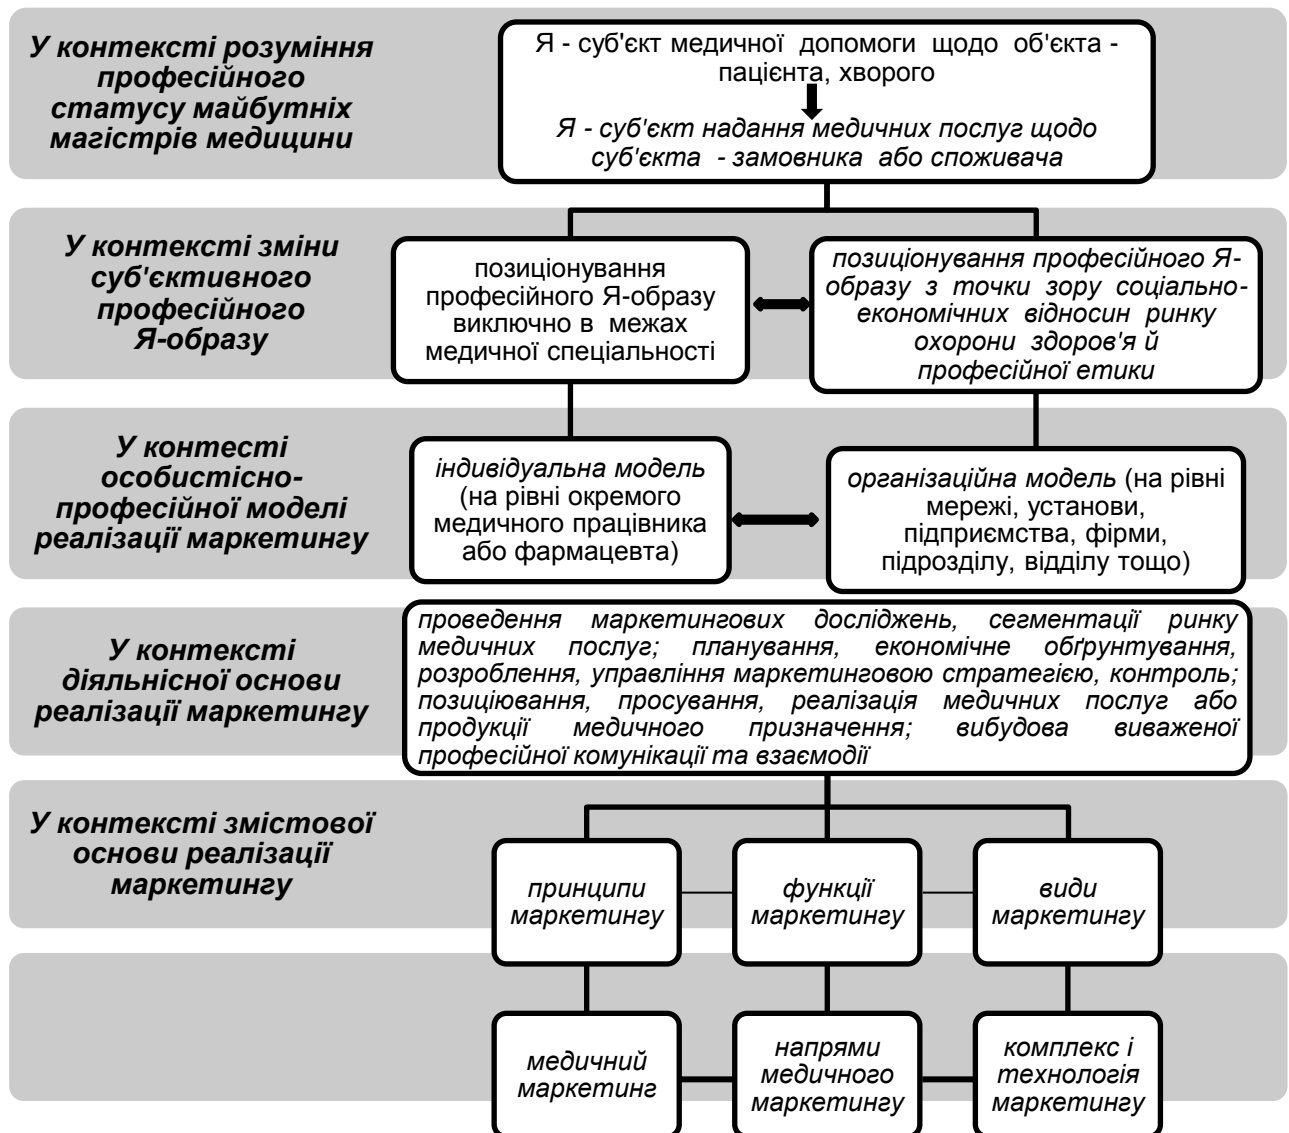 У контексті розуміння
професійного
статусу майбутніх
магістрів медицини
Я - суб'єкт медичної допомоги щодо об'єкта -
пацієнта, хворого
Я - суб'єкт надання медичних послуг щодо
суб'єкта - замовника або споживача
У контексті зміни
суб'єктивного
професійного
Я-образу
позиціонування
професійного Я-образу
виключно в межах
медичної спеціальності
позиціонування професійного Я-
образу з точки зору соціально-
економічних відносин ринку
охорони здоров'я й
професійної етики
У контесті
особистісно-
професійної моделі
реалізації маркетингу
індивідуальна модель
(на рівні окремого
медичного працівника
або фармацевта)
організаційна модель (на рівні
мережі, установи,
підприємства, фірми,
підрозділу, відділу тощо)
У контексті
діяльнісної основи
реалізації маркетингу
проведення маркетингових досліджень, сегментації ринку
медичних послуг; планування, економічне обґрунтування,
розроблення, управління маркетинговою стратегією, контроль;
позиціювання, просування, реалізація медичних послуг або
продукції медичного призначення; вибудова виваженої
професійної комунікації та взаємодії
У контексті змістової
основи реалізації
маркетингу
принципи
маркетингу
функції
маркетингу
види
маркетингу
медичний
маркетинг
напрями
медичного
маркетингу
комплекс і
технологія
маркетингу